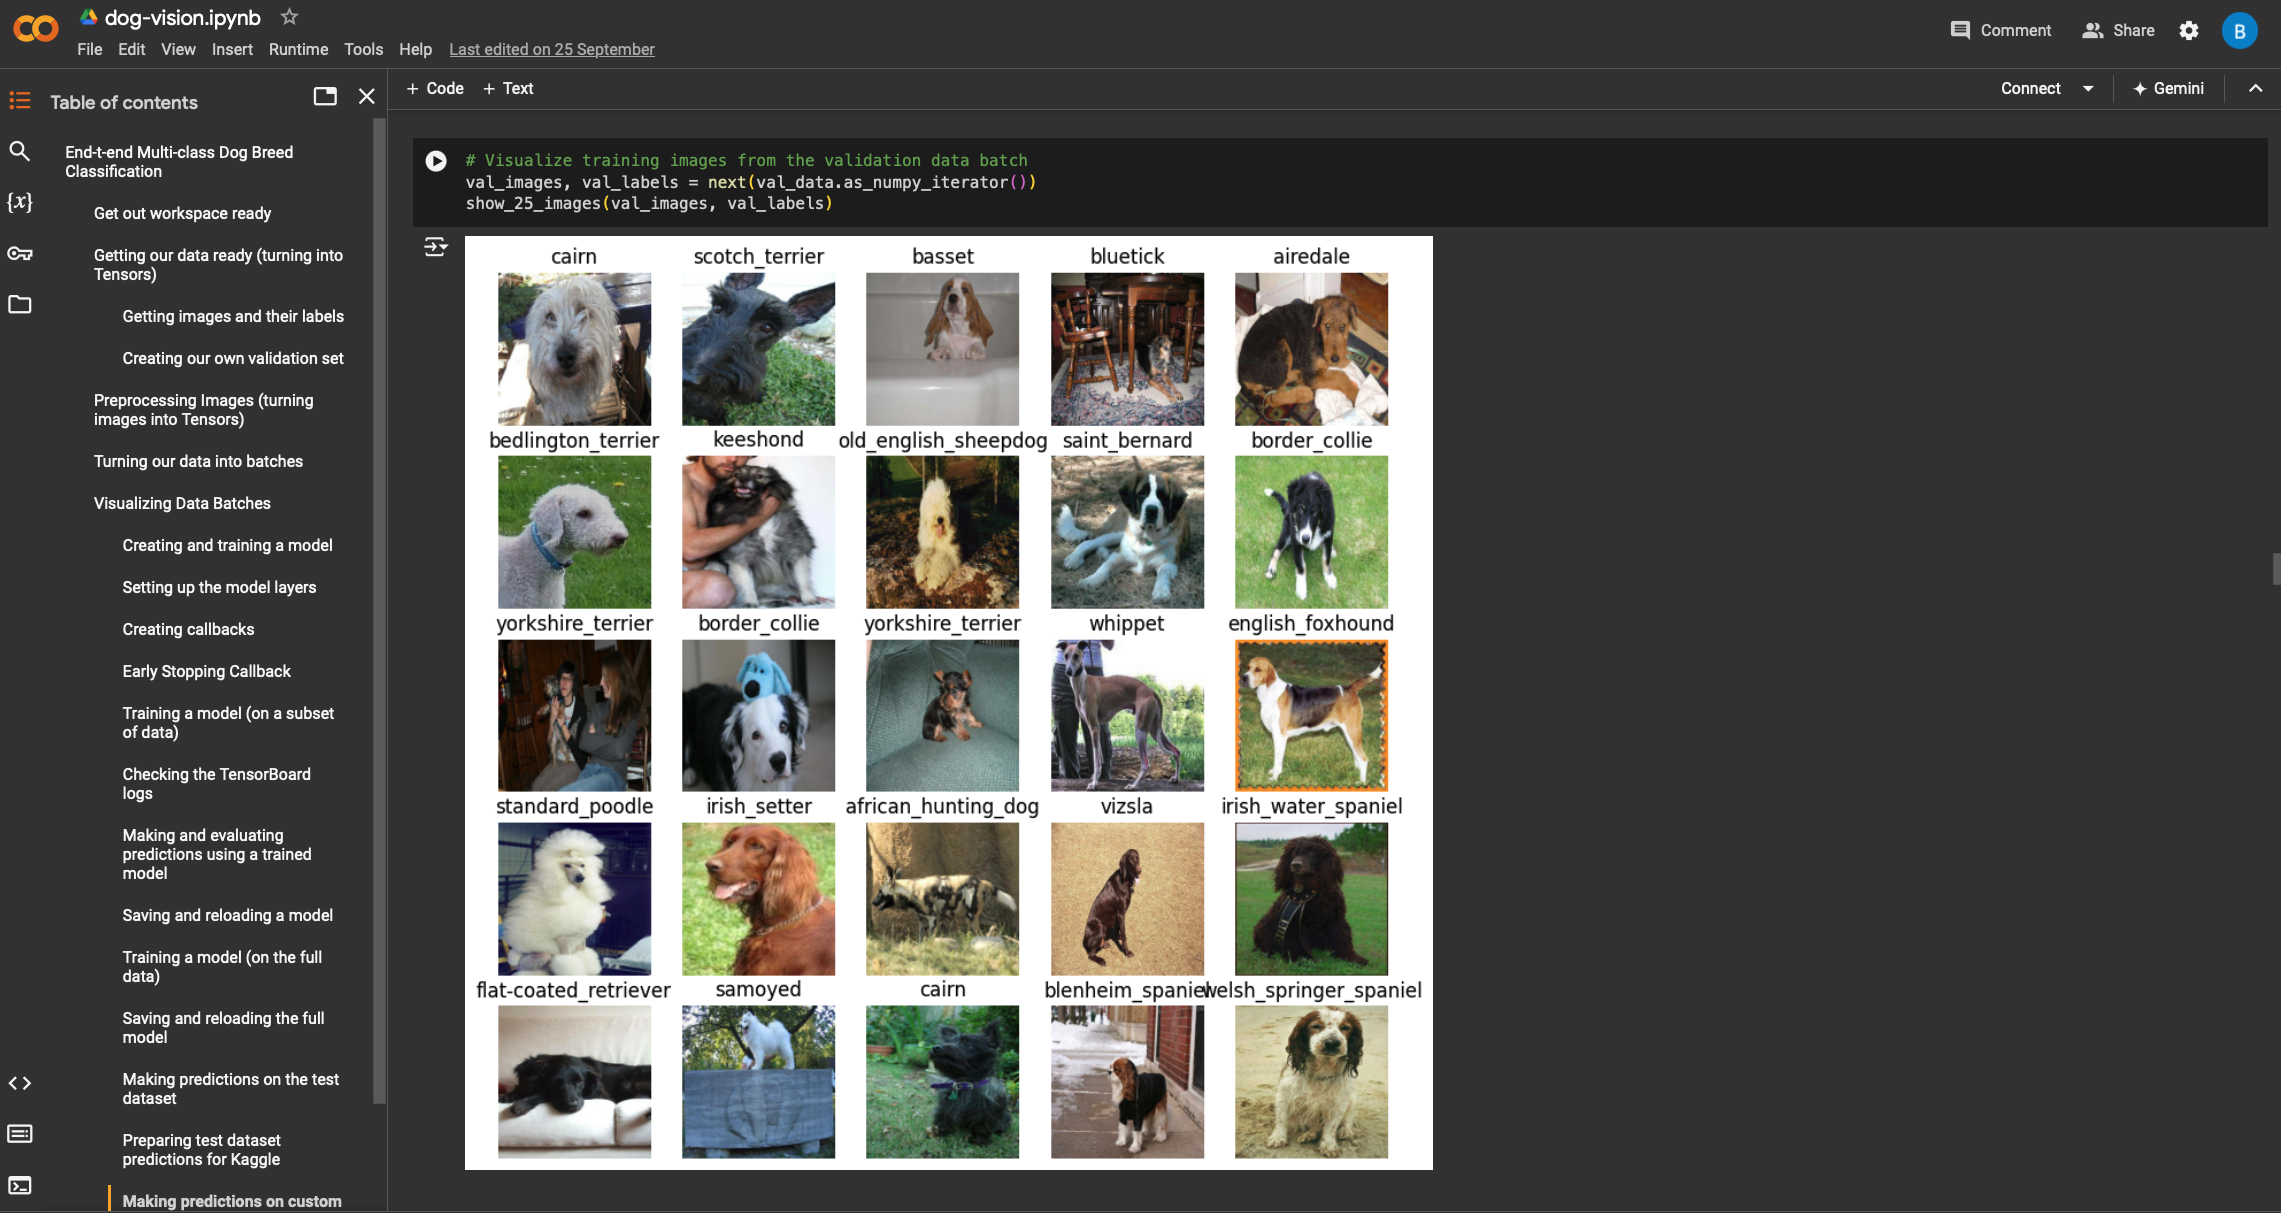 dog-vision.ipynb
File Edit View Insert Runtime Tools Help Last edited on 25 September
Comment Share B
Table of contents
+ Code + Text
Connect Gemini
End-t-end Multi-class Dog Breed
Classification
Get out workspace ready
Getting our data ready (turning into
Tensors)
Getting images and their labels
Creating our own validation set
Preprocessing Images (turning
images into Tensors)
Turning our data into batches
Visualizing Data Batches
Creating and training a model
Setting up the model layers
Creating callbacks
Early Stopping Callback
Training a model (on a subset
of data)
Checking the TensorBoard
logs
Making and evaluating
predictions using a trained
model
Saving and reloading a model
Training a model (on the full
data)
Saving and reloading the full
model
Making predictions on the test
dataset
Preparing test dataset
predictions for Kaggle
Making predictions on custom
{x}
# Visualize training images from the validation data batch
val_images, val_labels = next(val_data.as_numpy_iterator())
show_25_images(val_images, val_labels)
cairn scotch_terrier basset bluetick airedale
bedlington_terrier keeshond old_english_sheepdog saint_bernard border_collie
yorkshire_terrier border_collie yorkshire_terrier whippet english_foxhound
standard_poodle irish_setter african_hunting_dog vizsla irish_water_spaniel
flat-coated_retriever samoyed cairn blenheim_spaniel welsh_springer_spaniel